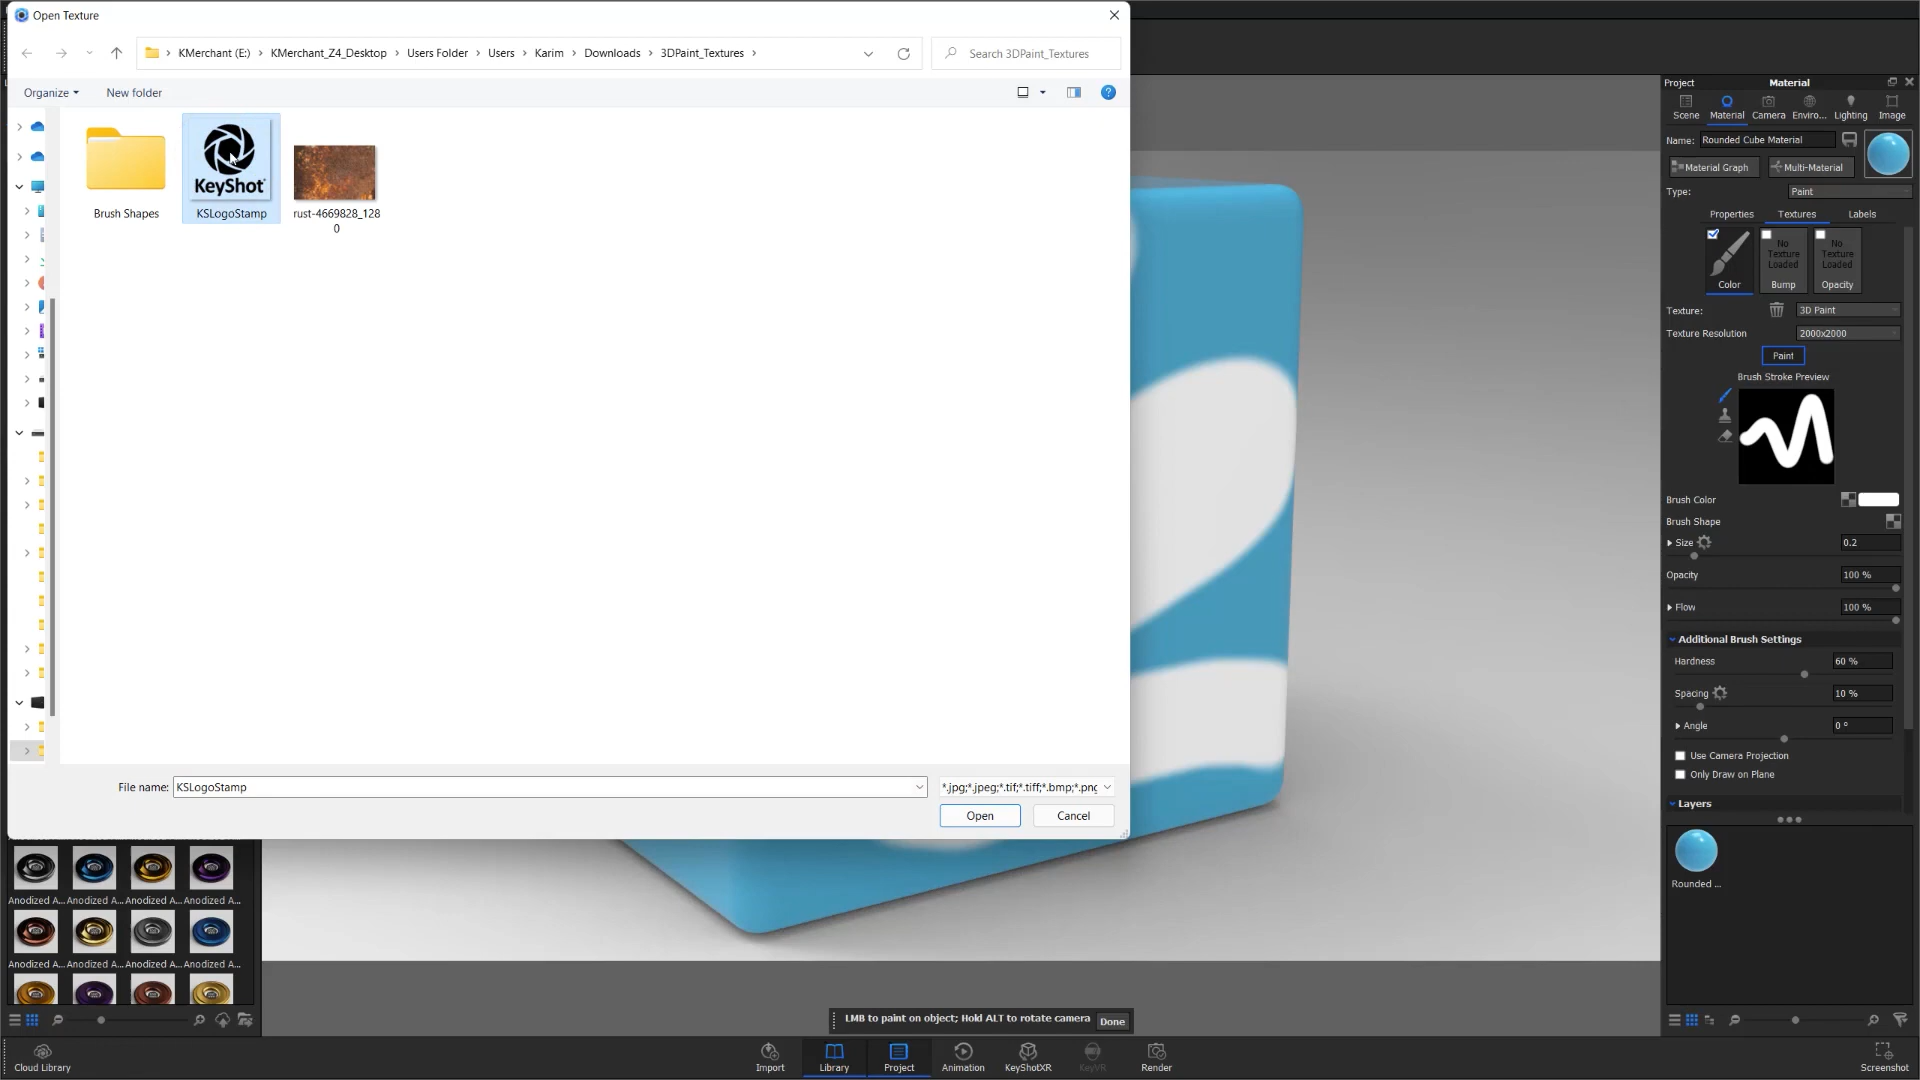 Open Texture
KMerchant (E:)
KMerchant_Z4_Desktop
Users Folder
Users
Karim
Downloads
3DPaint_Textures
Search 3DPaint_Textures
Organize
New folder
?
KeyShot
Brush Shapes
KSLogoStamp
rust-4669828_128
0
File name:
KSLogoStamp
*.jpg;*.jpeg;*.tif;*.tiff;*.bmp;*.png
Open
Cancel
Project
Material
Scene
Material
Camera
Enviro...
Lighting
Image
Name:
Rounded Cube Material
Material Graph
Multi-Material
Type:
Paint
Properties
Textures
Labels
Color
No
Texture
Loaded
Bump
No
Texture
Loaded
Opacity
Texture:
3D Paint
Texture Resolution
2000x2000
Paint
Brush Stroke Preview
Brush Color
Brush Shape
Size
0.2
Opacity
100 %
Flow
100 %
Additional Brush Settings
Hardness
60 %
Spacing
10 %
Angle
0 °
Use Camera Projection
Only Draw on Plane
Layers
Rounded ...
Anodized A...
Anodized A...
Anodized A...
Anodized A...
Anodized A...
Anodized A...
Anodized A...
Anodized A...
LMB to paint on object; Hold ALT to rotate camera
Done
Cloud Library
Import
Library
Project
Animation
KeyShotXR
KeyVR
Render
Screenshot